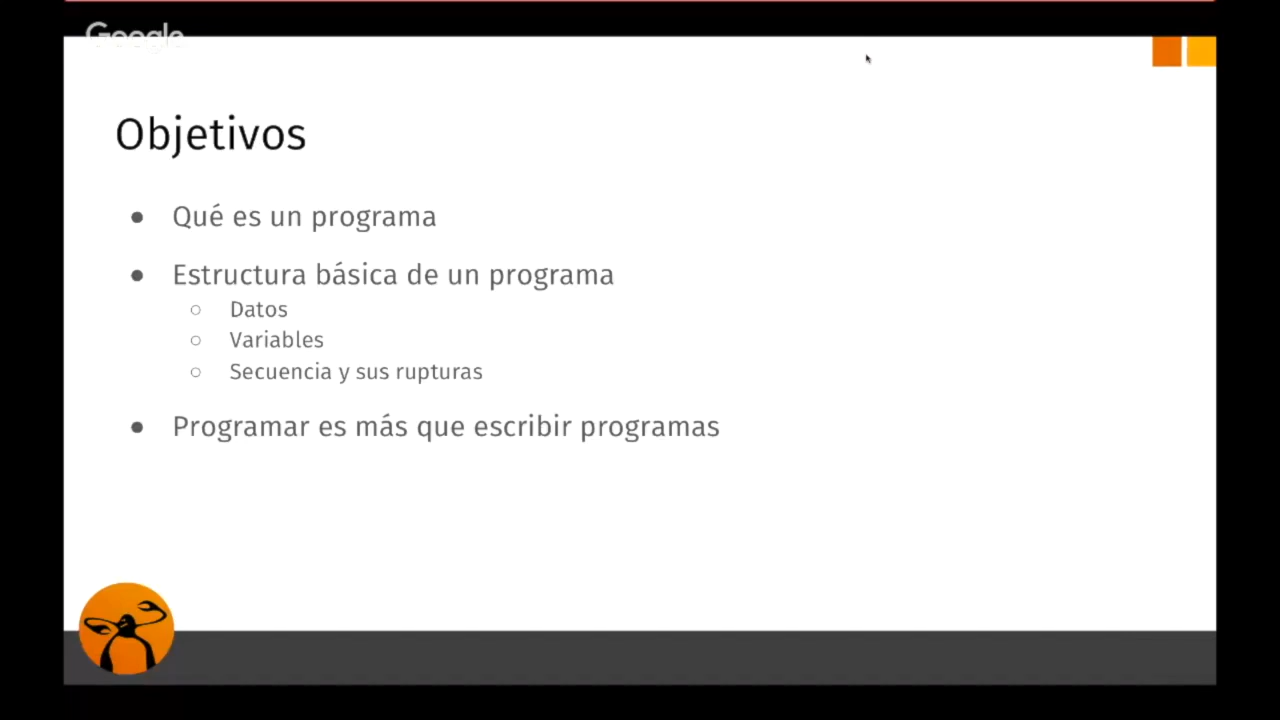 Google
Objetivos
Qué es un programa
Estructura básica de un programa
Datos
Variables
Secuencia y sus rupturas
Programar es más que escribir programas